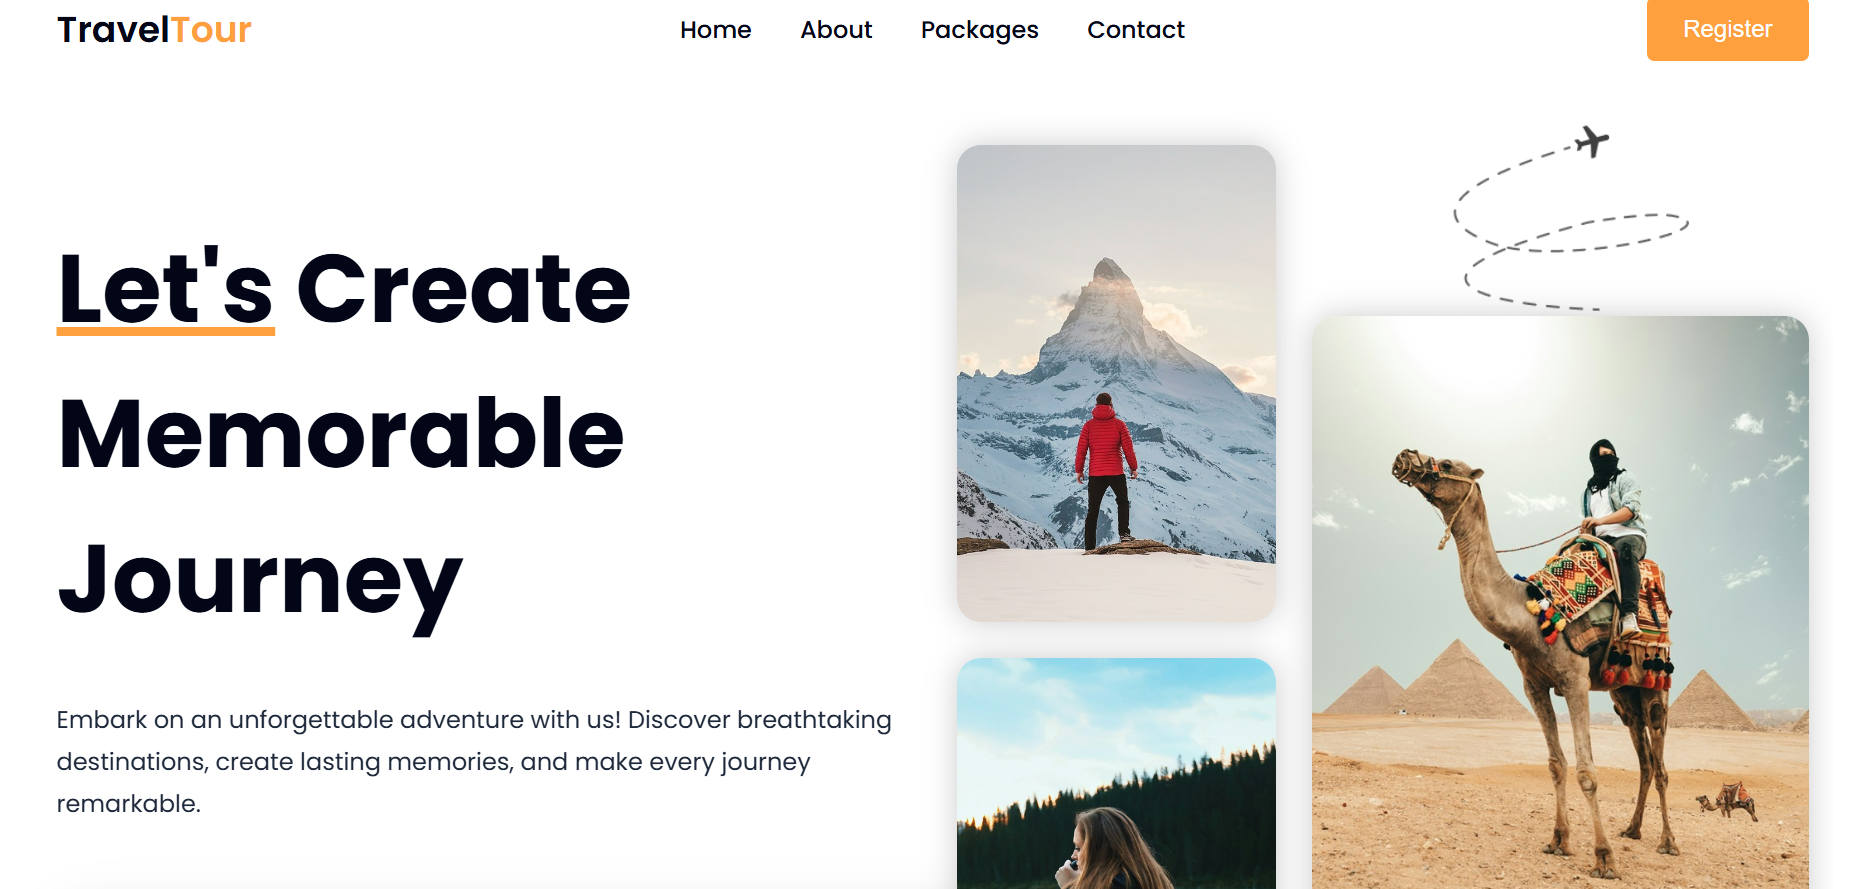 TravelTour
Home About Packages Contact
Register
Let's Create
Memorable
Journey
Embark on an unforgettable adventure with us! Discover breathtaking
destinations, create lasting memories, and make every journey
remarkable.